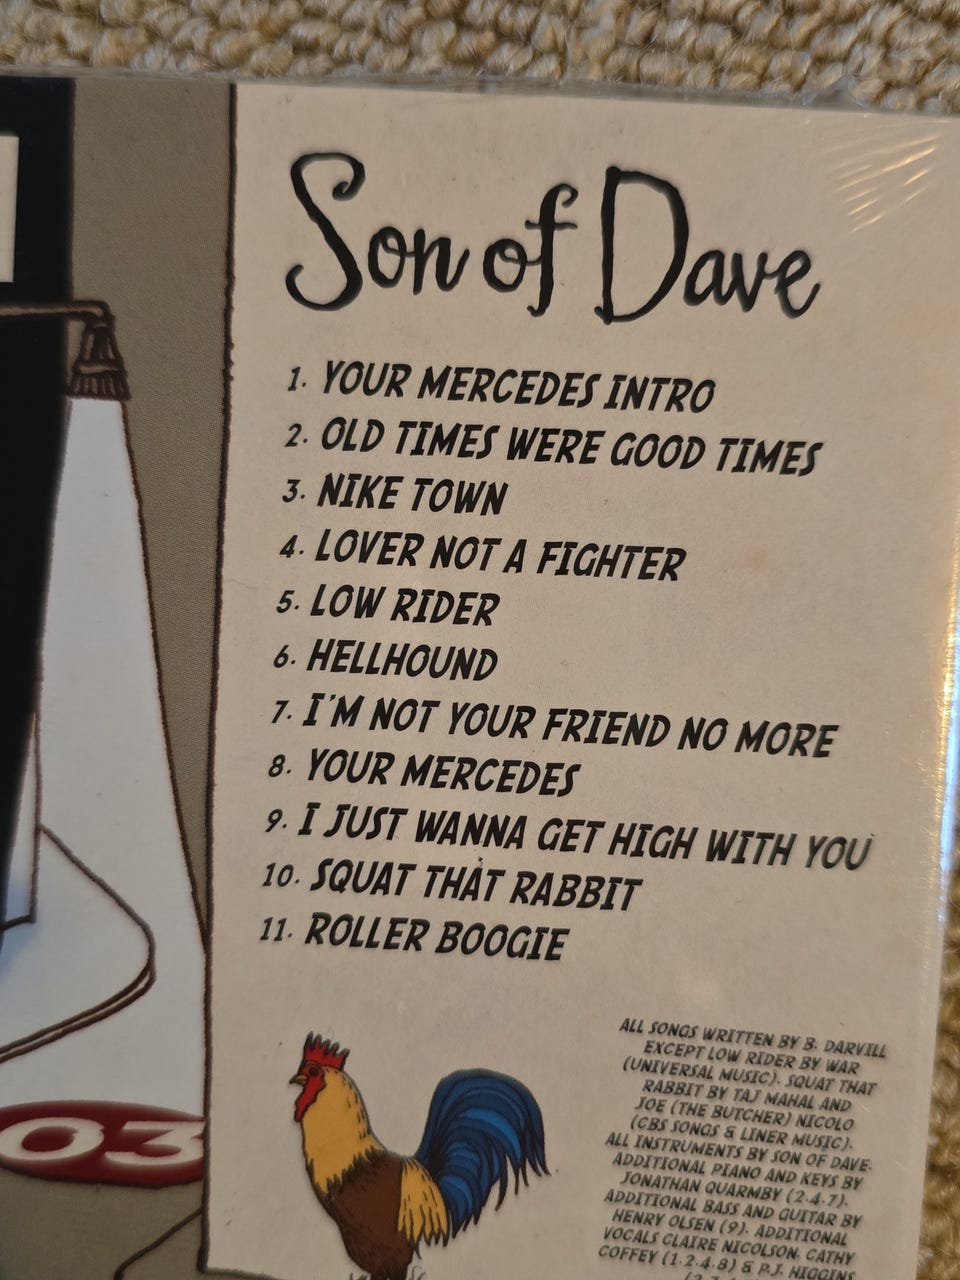 Son of Dave
1. YOUR MERCEDES INTRO
2. OLD TIMES WERE GOOD TIMES
3. NIKE TOWN
4. LOVER NOT A FIGHTER
5. LOW RIDER
6. HELLHOUND
7. I'M NOT YOUR FRIEND NO MORE
8. YOUR MERCEDES
9. I JUST WANNA GET HIGH WITH YOU
10. SQUAT THAT RABBIT
11. ROLLER BOOGIE
ALL SONGS WRITTEN BY B. DARVILL
EXCEPT LOW RIDER BY WAR
(UNIVERSAL MUSIC). SQUAT THAT
RABBIT BY TAJ MAHAL AND
JOE (THE BUTCHER) NICOLO
(CBS SONGS & LINER MUSIC).
ALL INSTRUMENTS BY SON OF DAVE.
ADDITIONAL PIANO AND KEYS BY
JONATHAN QUARMBY (2.4.7).
ADDITIONAL BASS AND GUITAR BY
HENRY OLSEN (9). ADDITIONAL
VOCALS CLAIRE NICOLSON. CATHY
COFFEY (1.2.4.8) & P.J. HIGGINS
03